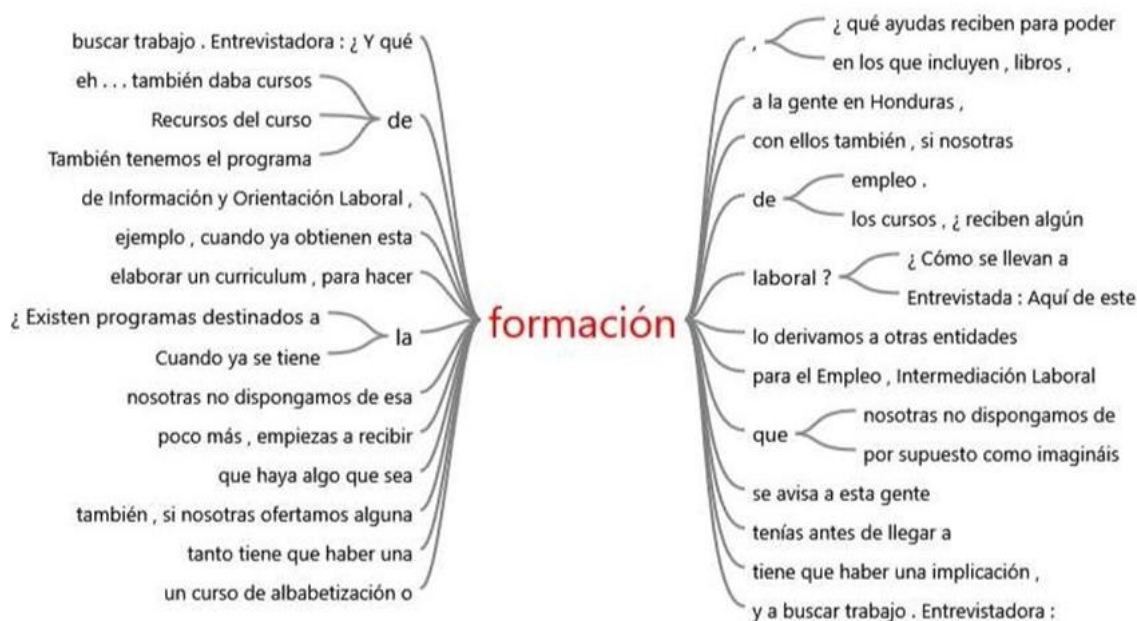 buscar trabajo . Entrevistadora : ¿ Y qué
eh . . . también daba cursos
Recursos del curso
También tenemos el programa
de
de Información y Orientación Laboral ,
ejemplo , cuando ya obtienen esta
elaborar un curriculum , para hacer
¿ Existen programas destinados a
Cuando ya se tiene
la
nosotras no dispongamos de esa
poco más , empiezas a recibir
que haya algo que sea
también , si nosotras ofertamos alguna
tanto tiene que haber una
un curso de albabetización o
formación
,
¿ qué ayudas reciben para poder
en los que incluyen , libros ,
a la gente en Honduras ,
con ellos también , si nosotras
de
empleo .
los cursos , ¿ reciben algún
laboral ?
¿ Cómo se llevan a
Entrevistada : Aquí de este
lo derivamos a otras entidades
para el Empleo , Intermediación Laboral
que
nosotras no dispongamos de
por supuesto como imagináis
se avisa a esta gente
tenías antes de llegar a
tiene que haber una implicación ,
y a buscar trabajo . Entrevistadora :